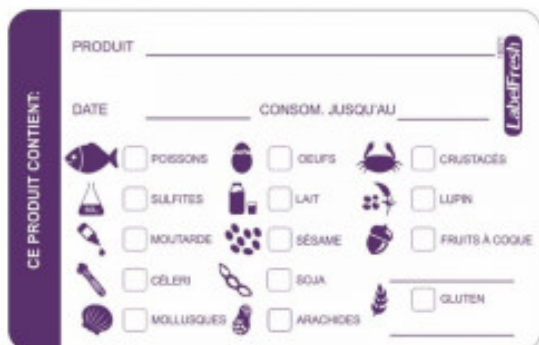 CE PRODUIT CONTIENT:
PRODUIT
LabelFresh
DATE CONSOM. JUSQU'AU
POISSONS OEUFS CRUSTACÉS
SULFITES LAIT LUPIN
MOUTARDE SÉSAME FRUITS À COQUE
CÉLERI SOJA
GLUTEN
MOLLUSQUES ARACHIDES